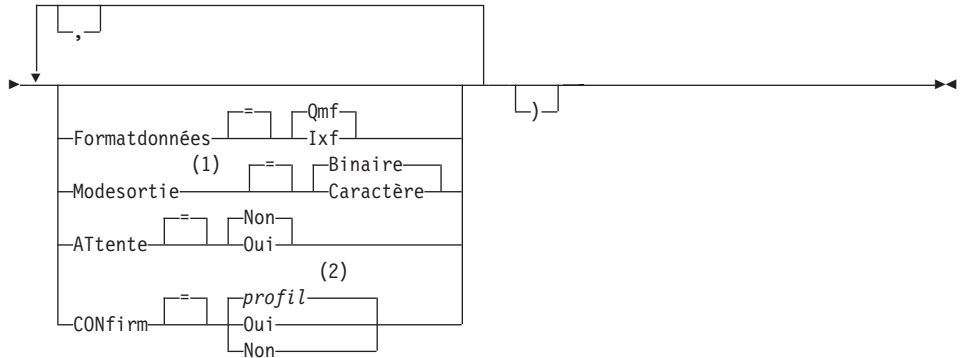 ,
)
= Qmf
Formatdonnées Ixf
(1)
= Binaire
Modesortie Caractère
= Non
ATtente Oui
(2)
= profil
CONfirm Oui
Non